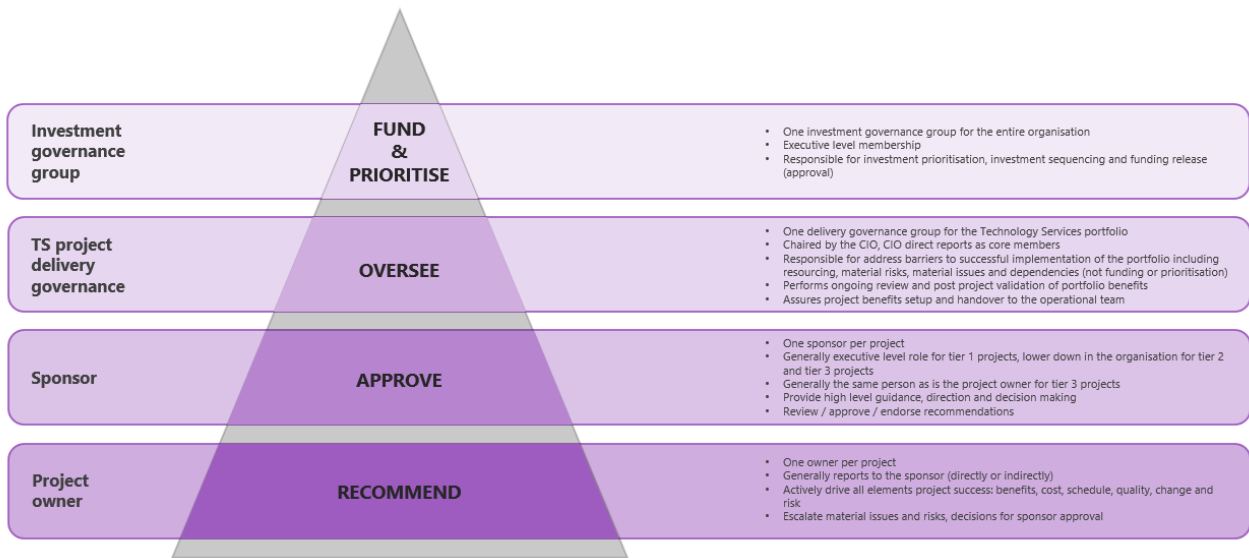 Investment
governance
group
FUND
&
PRIORITISE
• One investment governance group for the entire organisation
• Executive level membership
• Responsible for investment prioritisation, investment sequencing and funding release
(approval)
TS project
delivery
governance
OVERSEE
• One delivery governance group for the Technology Services portfolio
• Chaired by the CIO, CIO direct reports as core members
• Responsible for address barriers to successful implementation of the portfolio including
resourcing, material risks, material issues and dependencies (not funding or prioritisation)
• Performs ongoing review and post project validation of portfolio benefits
• Assures project benefits setup and handover to the operational team
Sponsor
APPROVE
• One sponsor per project
• Generally executive level role for tier 1 projects, lower down in the organisation for tier 2
and tier 3 projects
• Generally the same person as is the project owner for tier 3 projects
• Provide high level guidance, direction and decision making
• Review / approve / endorse recommendations
Project
owner
RECOMMEND
• One owner per project
• Generally reports to the sponsor (directly or indirectly)
• Actively drive all elements project success: benefits, cost, schedule, quality, change and
risk
• Escalate material issues and risks, decisions for sponsor approval